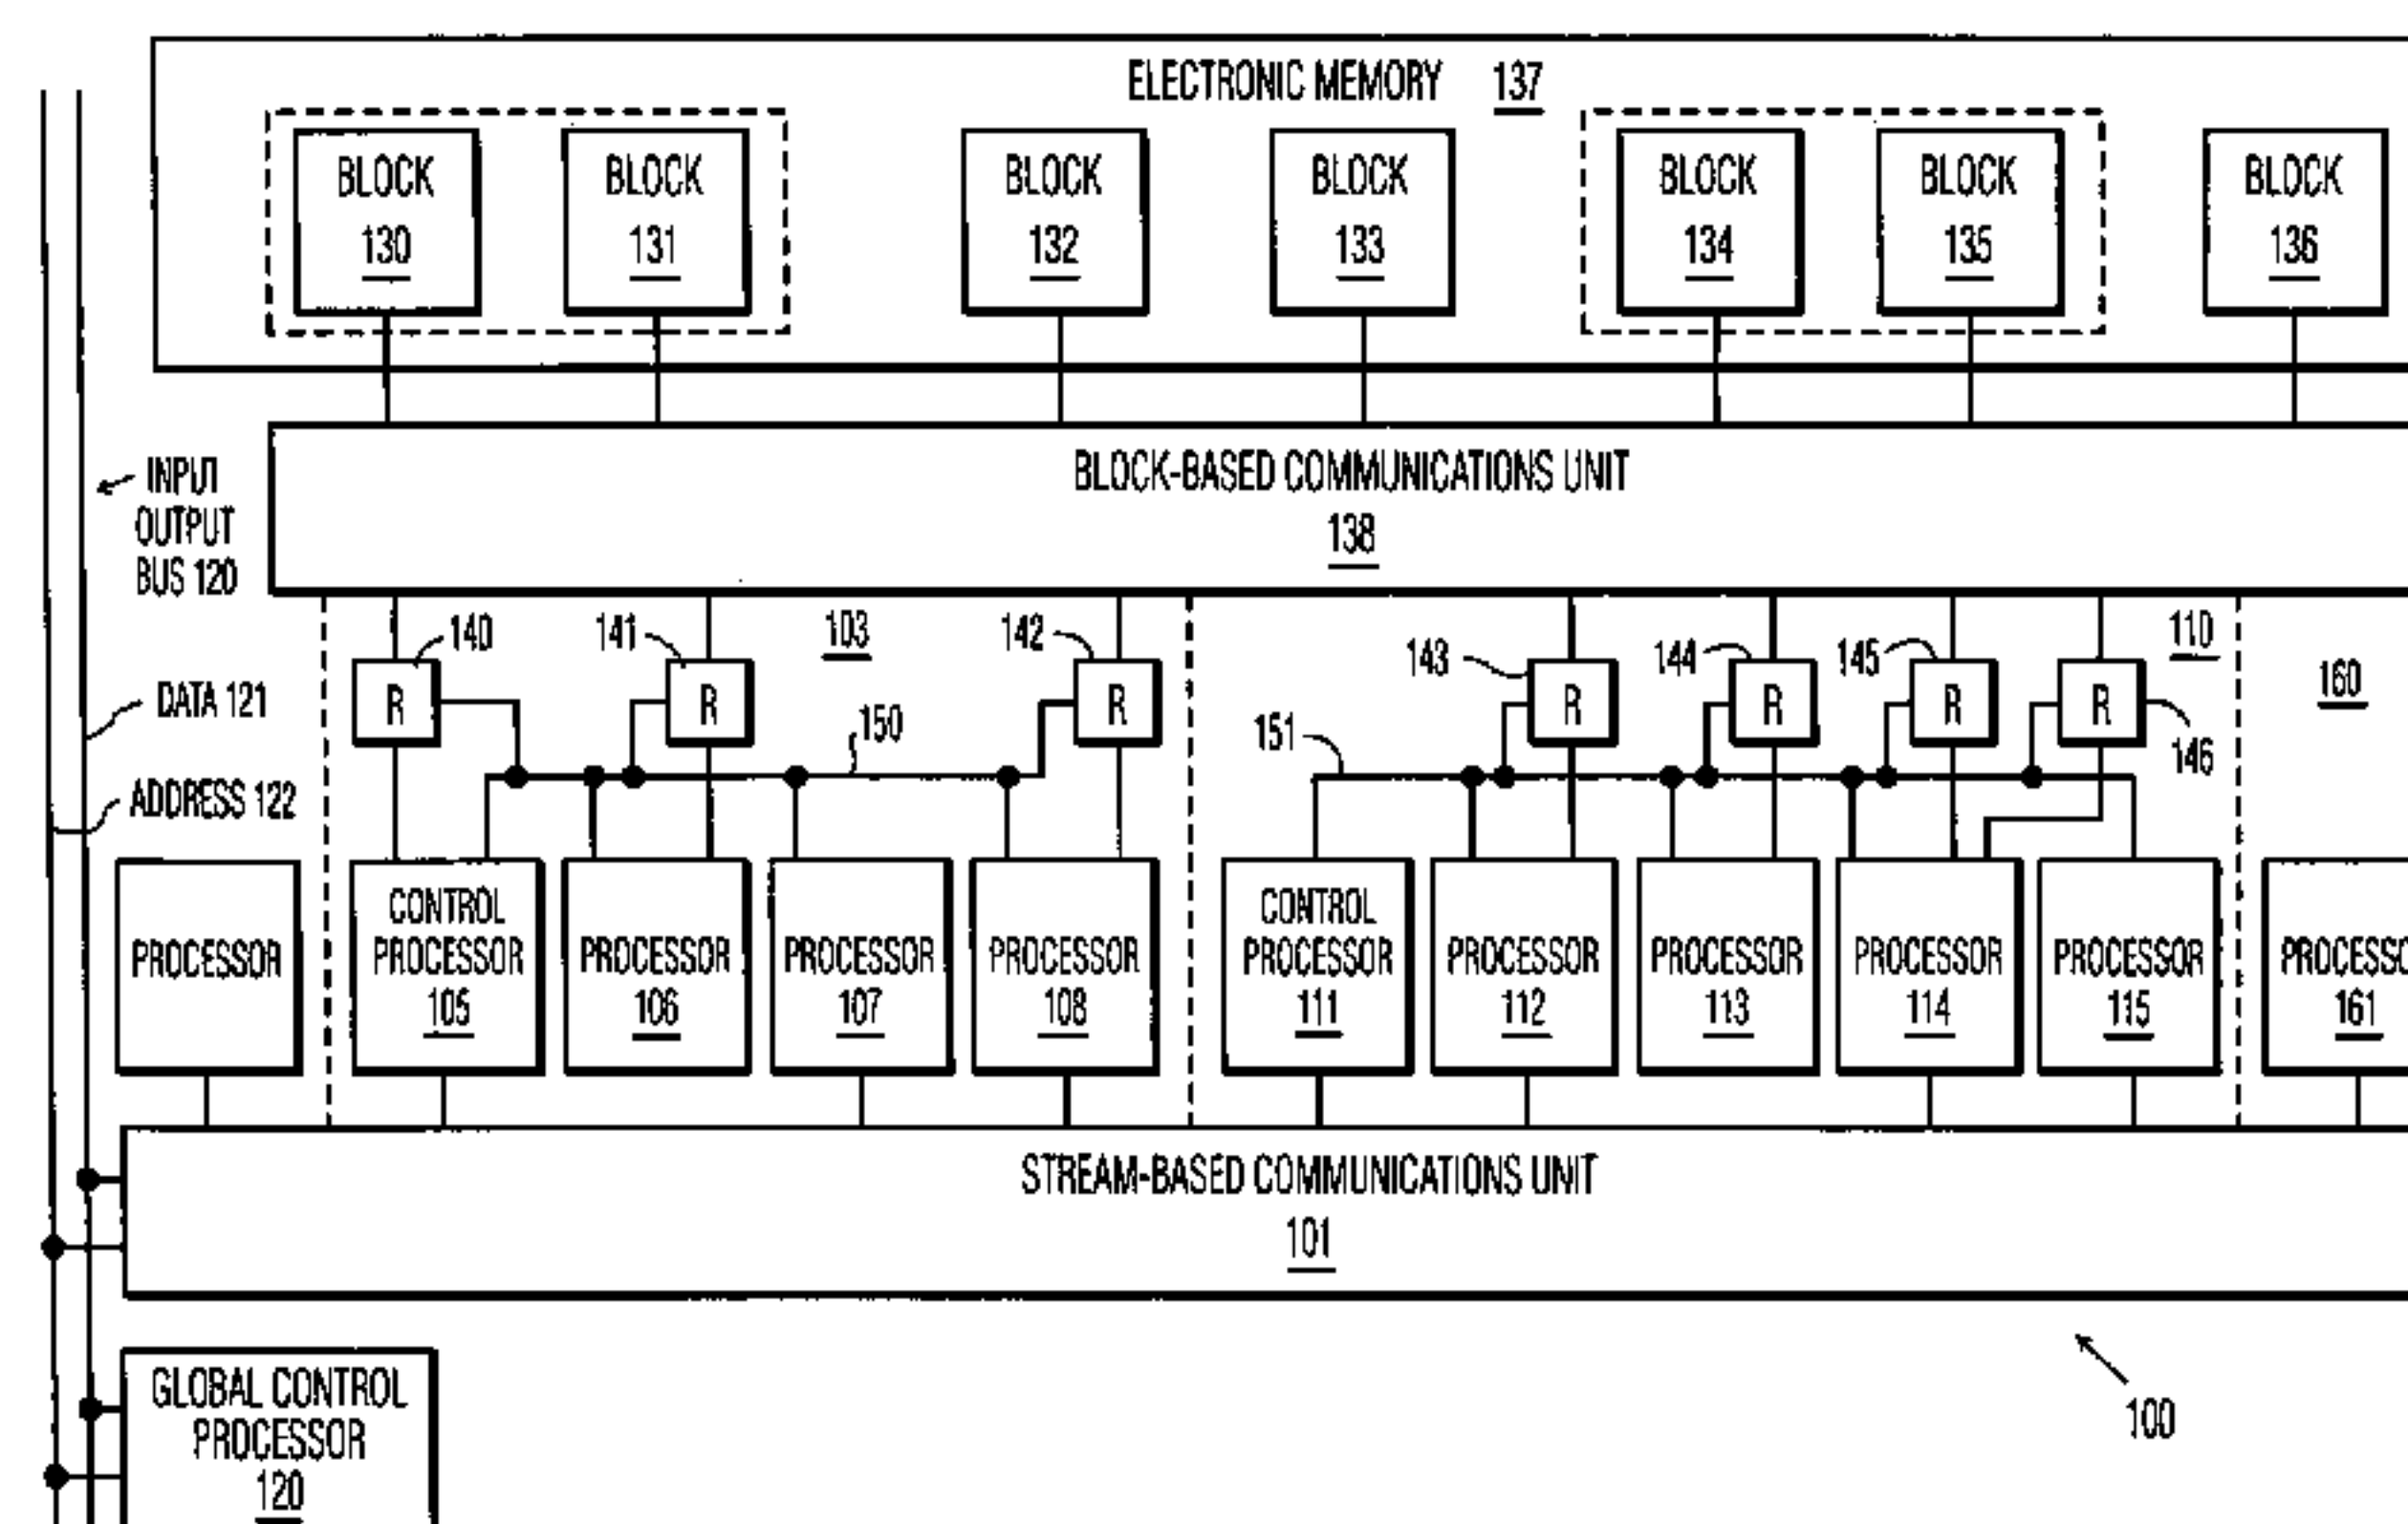 ELECTRONIC MEMORY 137
BLOCK
130
BLOCK
131
BLOCK
132
BLOCK
133
BLOCK
134
BLOCK
135
BLOCK
136
BLOCK-BASED COMMUNICATIONS UNIT
138
INPUT
OUTPUT
BUS 120
DATA 121
ADDRESS 122
140
141
103
142
143
144
145
110
160
R
R
R
R
R
R
R
150
151
146
PROCESSOR
CONTROL
PROCESSOR
105
PROCESSOR
106
PROCESSOR
107
PROCESSOR
108
CONTROL
PROCESSOR
111
PROCESSOR
112
PROCESSOR
113
PROCESSOR
114
PROCESSOR
115
PROCESSO
161
STREAM-BASED COMMUNICATIONS UNIT
101
GLOBAL CONTROL
PROCESSOR
120
100